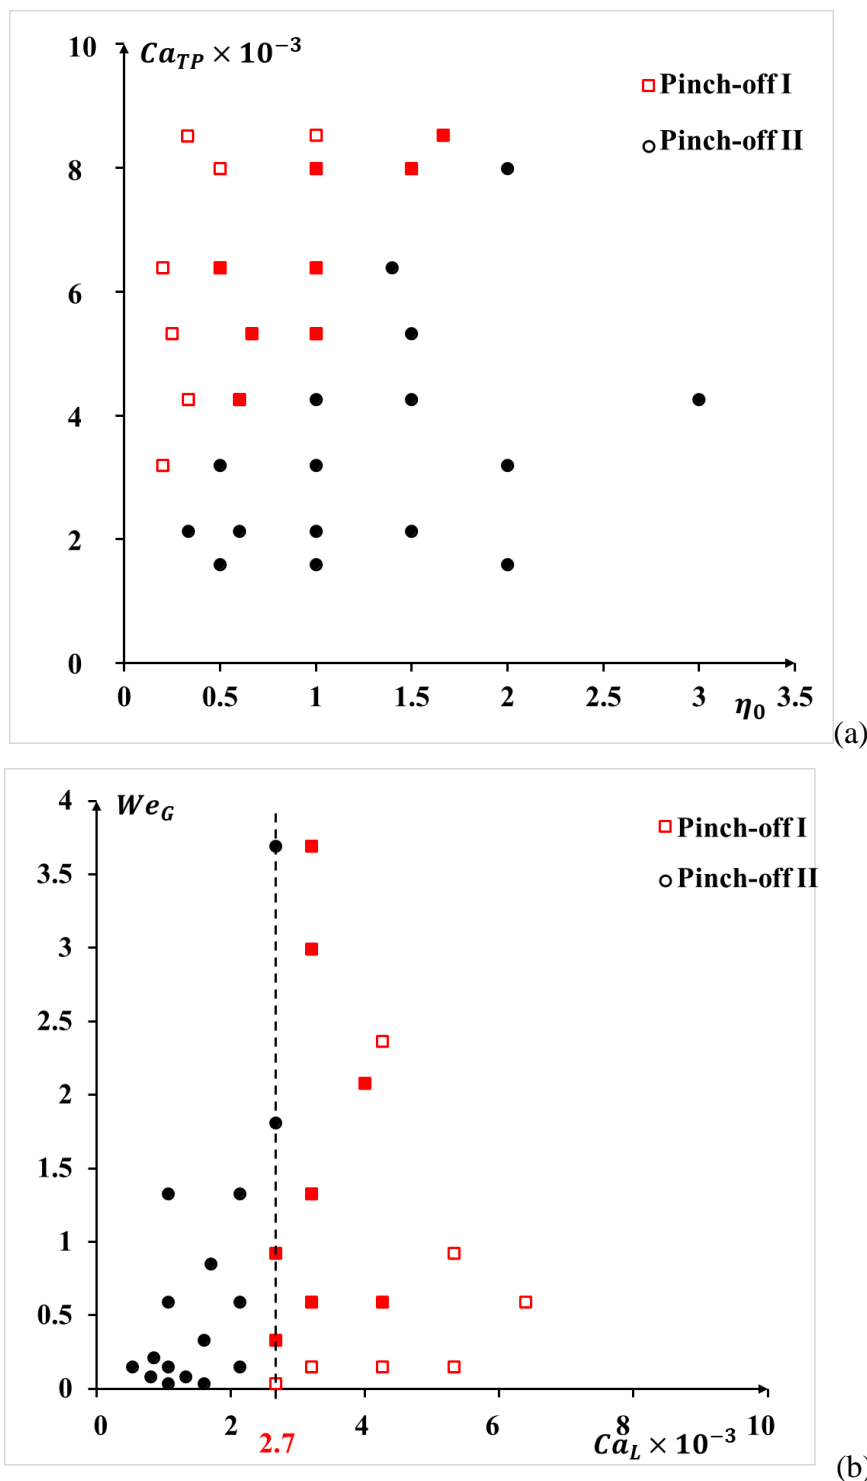 10
Ca_TP × 10⁻³
Pinch-off I
Pinch-off II
8
6
4
2
0
0 0.5 1 1.5 2 2.5 3 3.5
η₀
(a)
4
We_G
Pinch-off I
3.5
Pinch-off II
3
2.5
2
1.5
1
0.5
0
0 2 4 6 8 10
2.7
Ca_L × 10⁻³
(b)